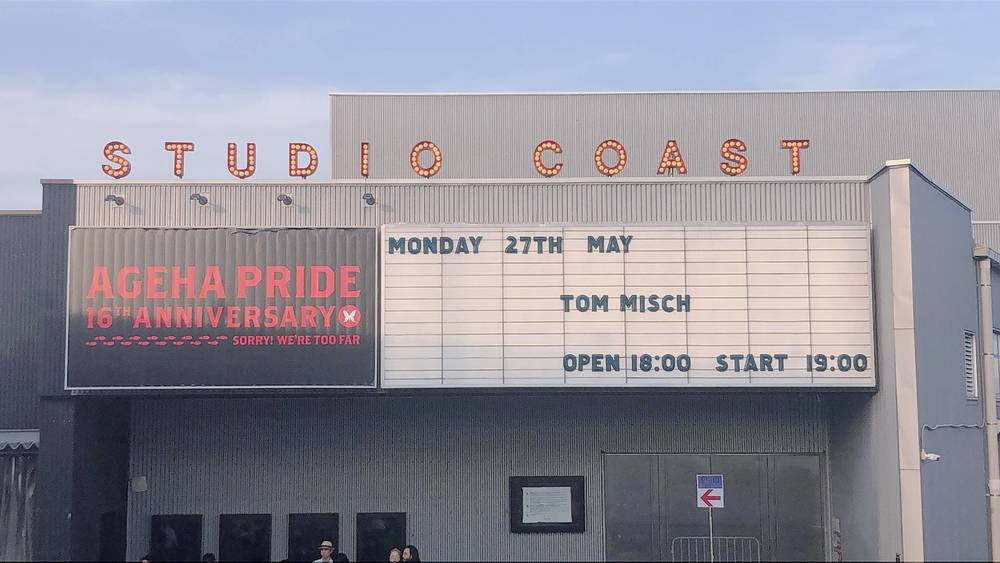 STUDIO COAST
AGEHA PRIDE
16TH ANNIVERSARY
SORRY! WE'RE TOO FAR
MONDAY 27TH MAY
TOM MISCH
OPEN 18:00 START 19:00